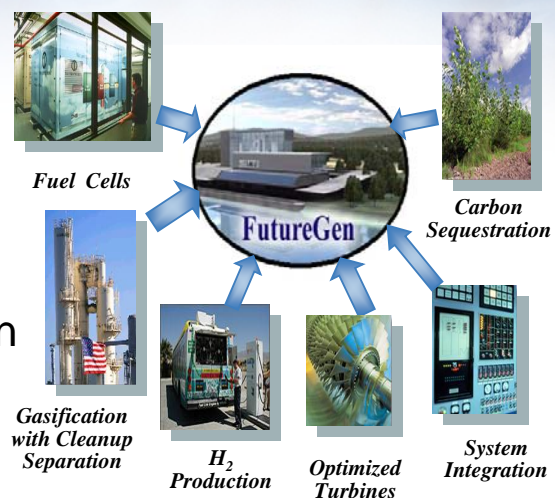 FutureGen
Fuel Cells
Carbon
Sequestration
n
Gasification
with Cleanup
Separation
H₂
Production
Optimized
Turbines
System
Integration